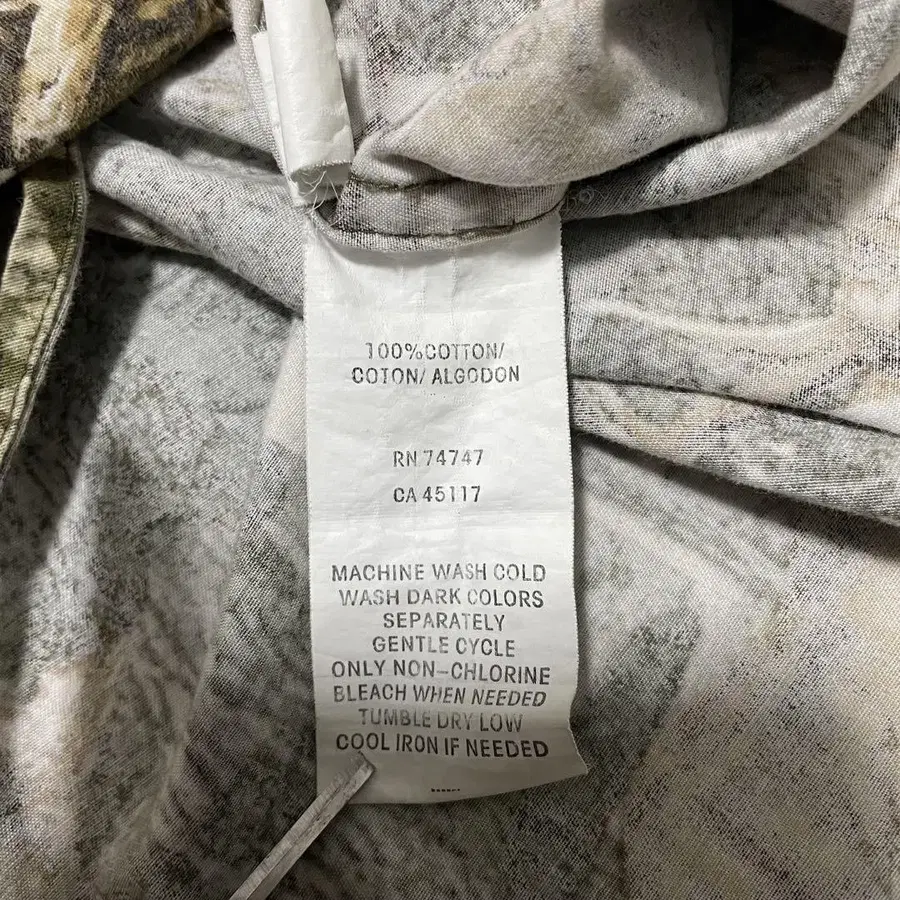 100%COTTON/
COTON/ ALGODON
RN 74747
CA 45117
MACHINE WASH COLD
WASH DARK COLORS
SEPARATELY
GENTLE CYCLE
ONLY NON-CHLORINE
BLEACH WHEN NEEDED
TUMBLE DRY LOW
COOL IRON IF NEEDED